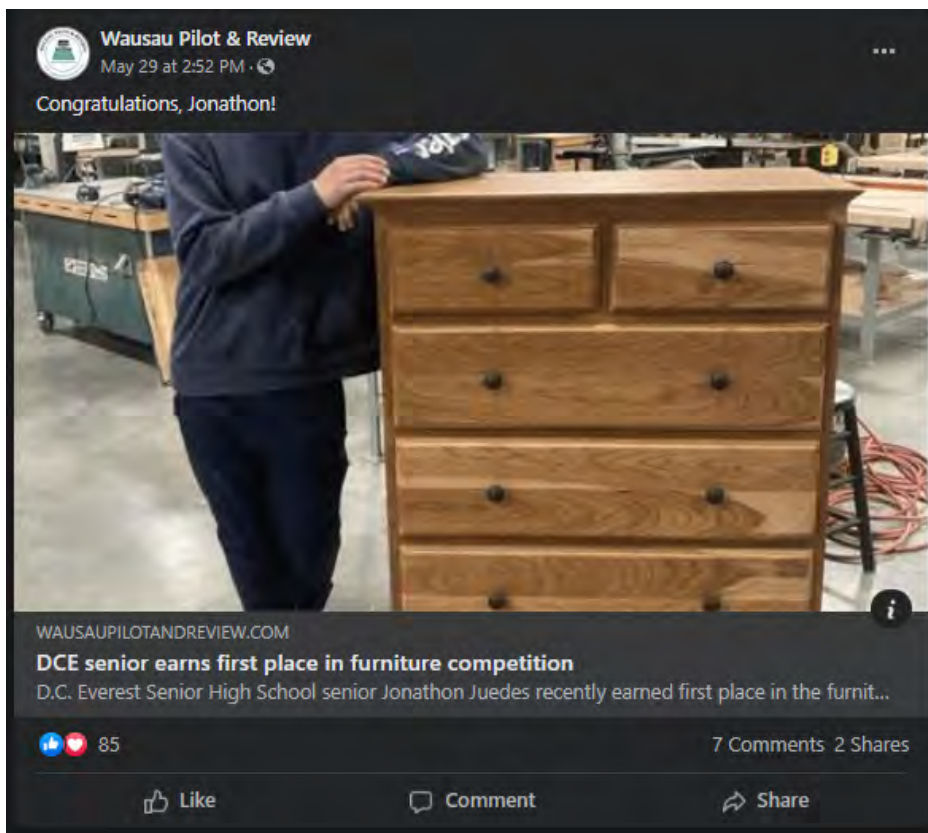 Wausau Pilot & Review
May 29 at 2:52 PM ·
Congratulations, Jonathon!
WAUSAUPILOTANDREVIEW.COM
DCE senior earns first place in furniture competition
D.C. Everest Senior High School senior Jonathon Juedes recently earned first place in the furnit...
85
7 Comments 2 Shares
Like
Comment
Share